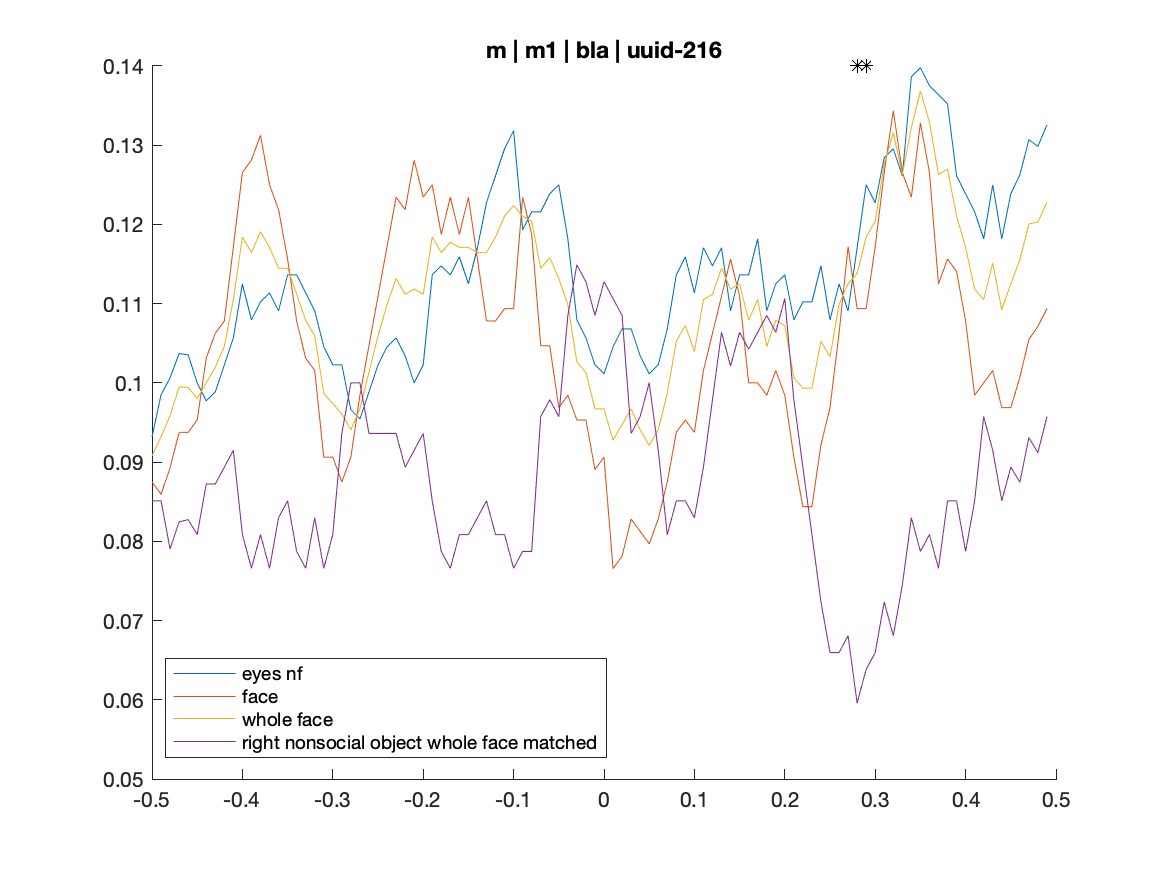 m | m1 | bla | uuid-216
0.14
0.13
0.12
0.11
0.1
0.09
0.08
0.07
0.06
0.05
eyes nf
face
whole face
right nonsocial object whole face matched
-0.5 -0.4 -0.3 -0.2 -0.1 0 0.1 0.2 0.3 0.4 0.5